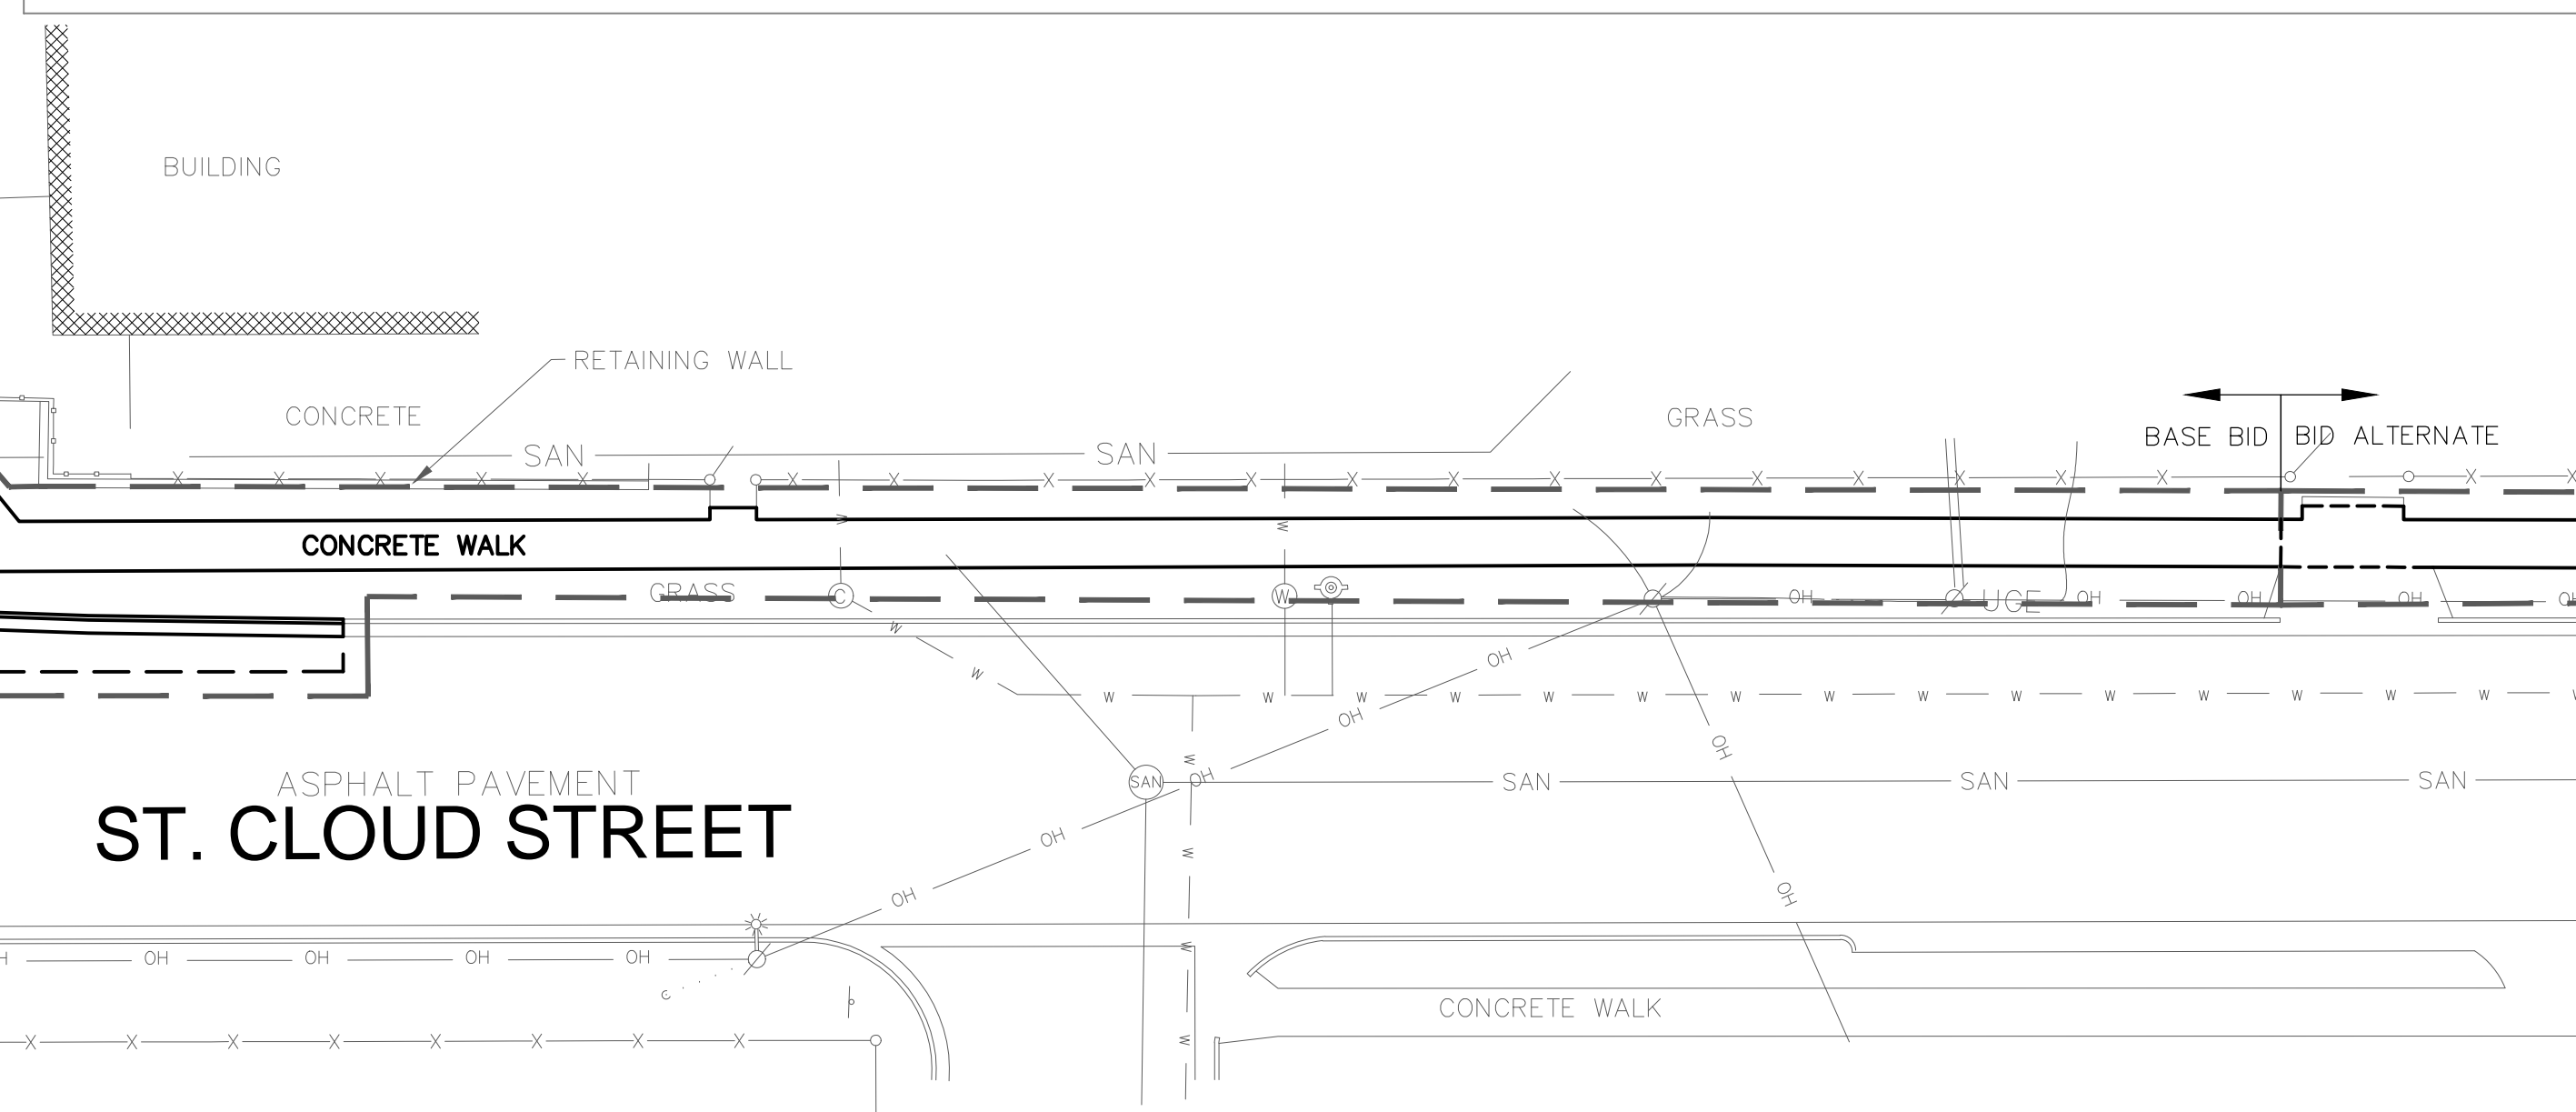 BUILDING
RETAINING WALL
CONCRETE
GRASS
BASE BID
BID ALTERNATE
SAN
SAN
X X X X X X X X X X X X X X X X X X X X X
W
W
CONCRETE WALK
GRASS
C
W
OH
UGE
OH
OH
OH
OH
W
W
OH
W W W W W W W W W W W W W W W
OH
OH
W
SAN
OH
SAN
SAN
SAN
ASPHALT PAVEMENT
ST. CLOUD STREET
OH
W
OH
OH
W
H
OH
OH
OH
OH
G
CONCRETE WALK
X X X X X X X X
W